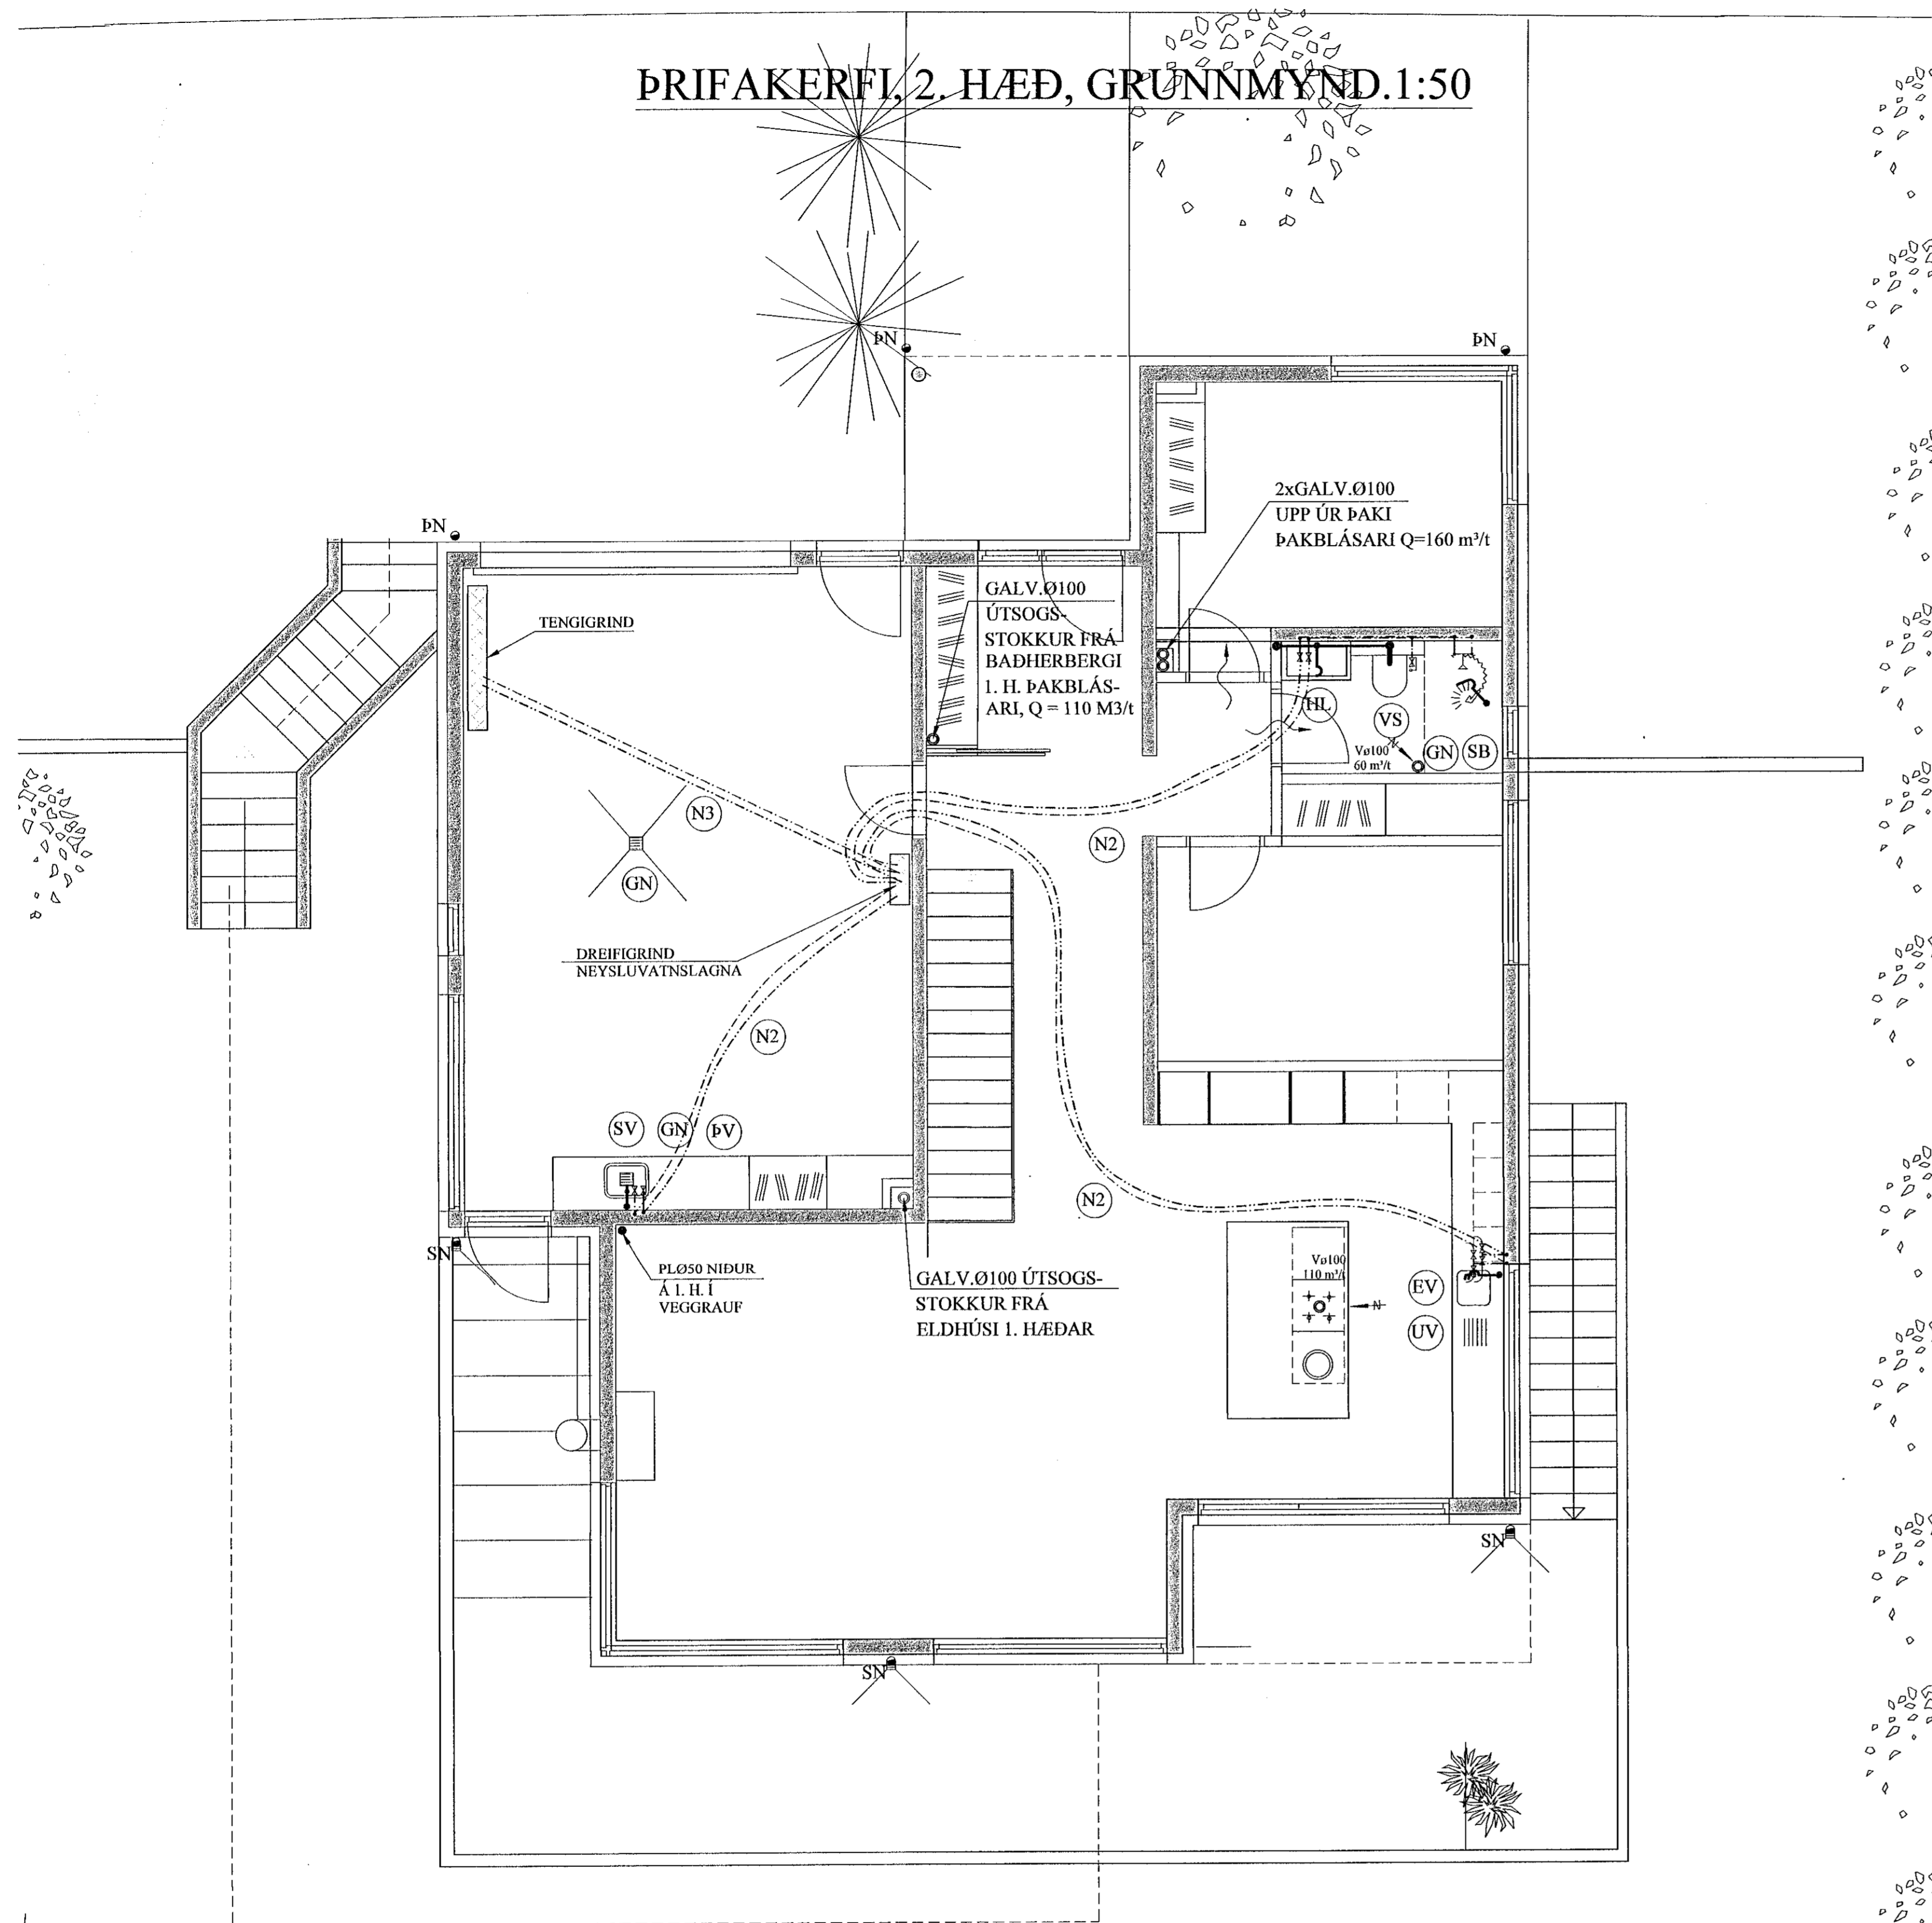 ÞRIFAKERFI, 2. HÆÐ, GRUNNMYND.1:50
ÞN
ÞN
ÞN
2xGALV.Ø100
UPP ÚR ÞAKI
ÞAKBLÁSARI Q=160 m³/t
TENGIGRIND
GALV.Ø100
ÚTSOGS-
STOKKUR FRÁ
BAÐHERBERGI
1. H. ÞAKBLÁS-
ARI, Q = 110 M3/t
HL
VS
N
GN
SB
Vø100
60 m³/t
N3
N2
GN
DREIFIGRIND
NEYSLUVATNSLAGNA
N2
SV
GN
ÞV
N2
SN
PLØ50 NIÐUR
Á 1. H. Í
VEGGRAUF
GALV.Ø100 ÚTSOGS-
STOKKUR FRÁ
ELDHÚSI 1. HÆÐAR
Vø100
110 m³/t
N
EV
UV
SN
SN